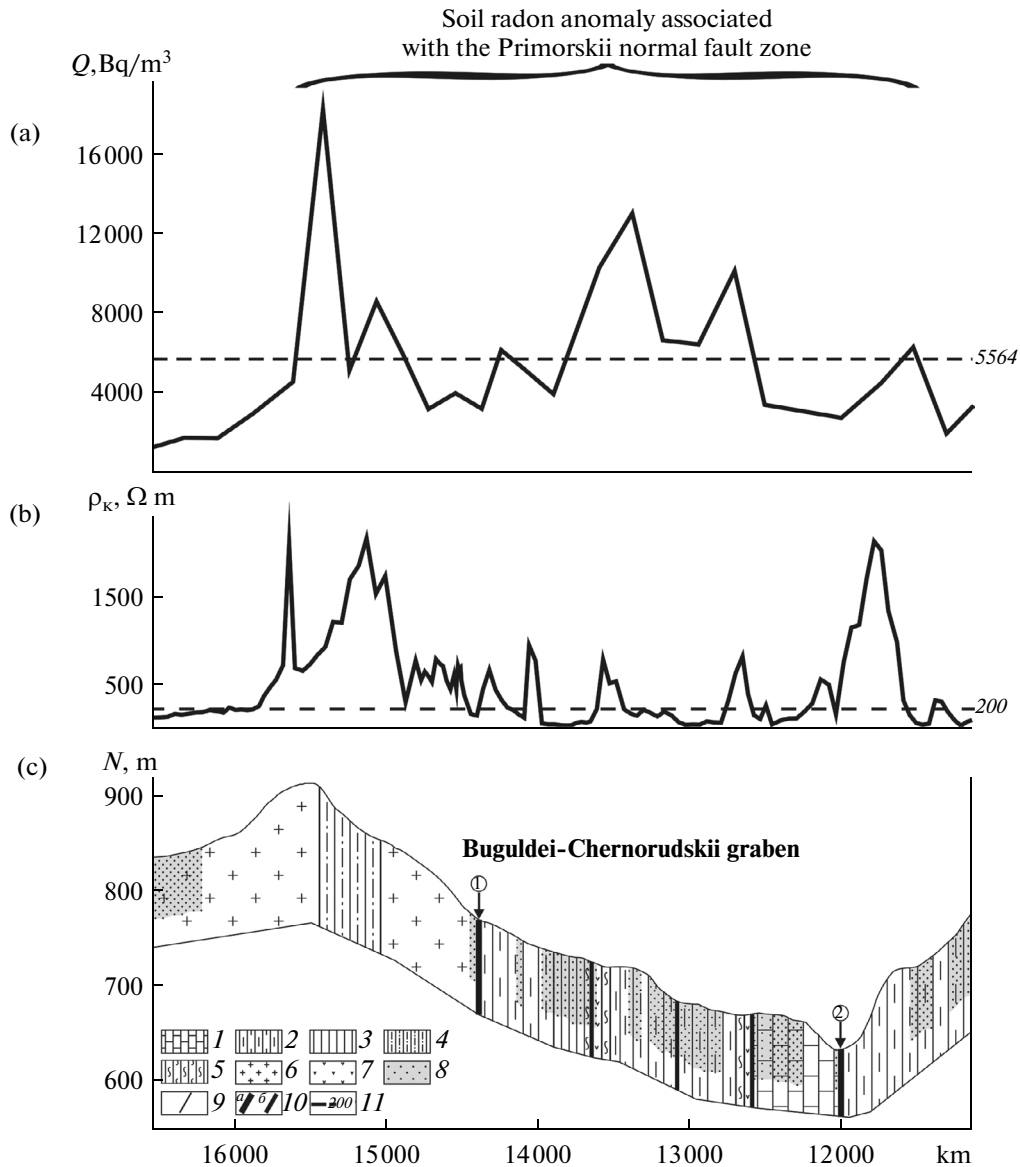 Soil radon anomaly associated
with the Primorskii normal fault zone
Q,Bq/m³
(a)
16000
12000
8000
5564
4000
(b)
ρк, Ω m
1500
500
200
(c)
N, m
900
Buguldei-Chernorudskii graben
800
1
700
2
1 2 3 4
5 6 7 8
600
9 а б 10 200 11
16000 15000 14000 13000 12000 km